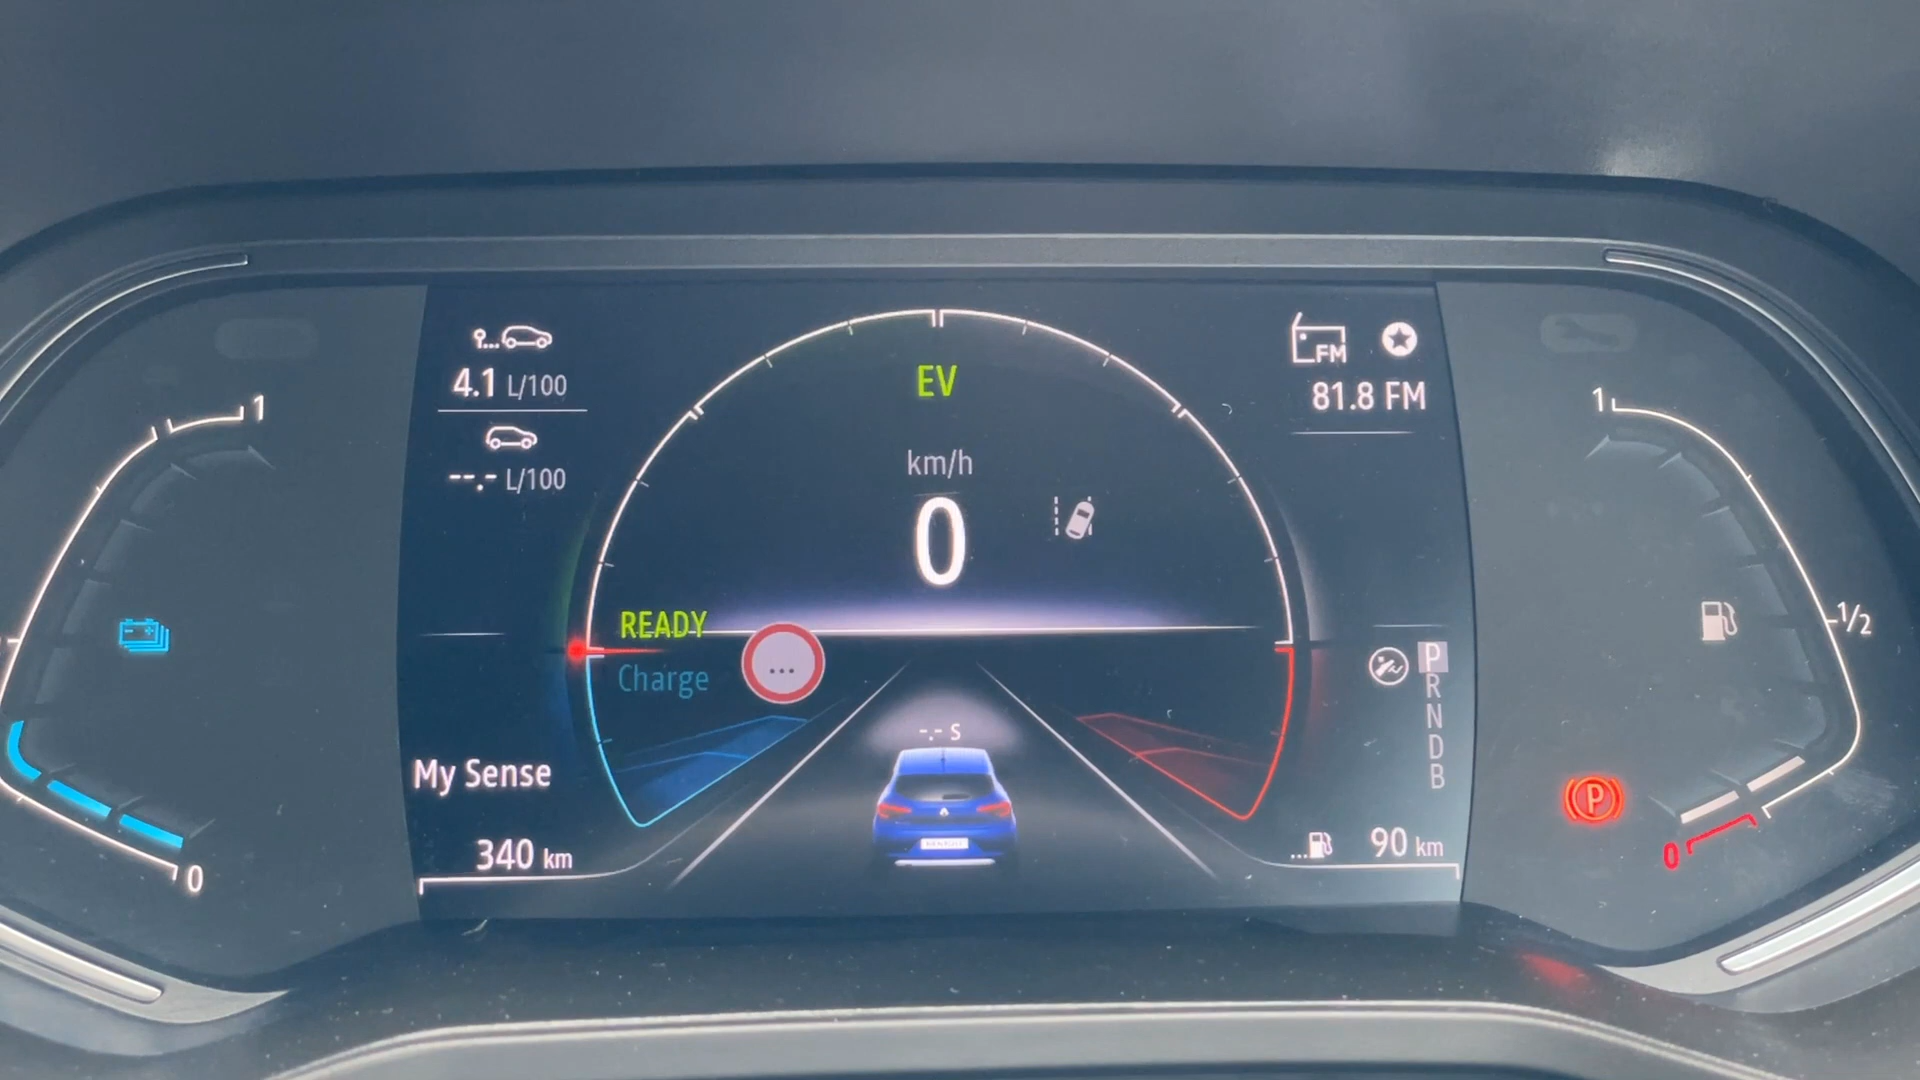 1
0
4.1 L/100
--.- L/100
EV
km/h
0
READY
Charge
...
-.- s
My Sense
340 km
FM
81.8 FM
P
R
N
D
B
... 90 km
1
1/2
P
0